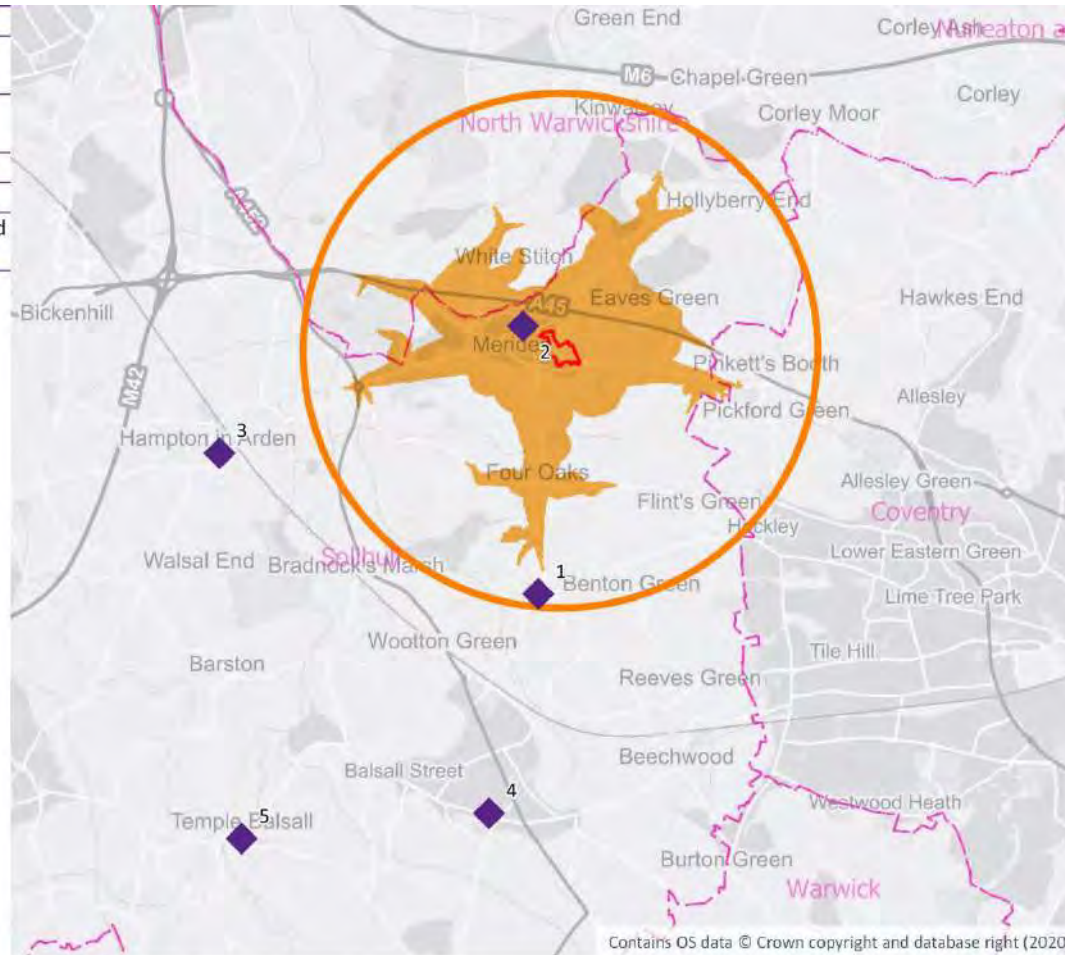 Green End
Corley Ash
Nuneaton a
M6
Chapel Green
Kinwalsey
Corley
Corley Moor
North Warwickshire
Hollyberry End
A452
White Stitch
d
Eaves Green
Hawkes End
A45
Bickenhill
2
Pinkett's Booth
M42
Allesley
Pickford Green
3
Hampton in Arden
Four Oaks
Allesley Green
Flint's Green
Coventry
Hockley
Lower Eastern Green
Walsal End
Solihull
Bradnock's Marsh
1
Benton Green
Lime Tree Park
Wootton Green
Tile Hill
Barston
Reeves Green
Beechwood
Balsall Street
4
Westwood Heath
5
Temple Balsall
Burton Green
Warwick
Contains OS data © Crown copyright and database right (2020